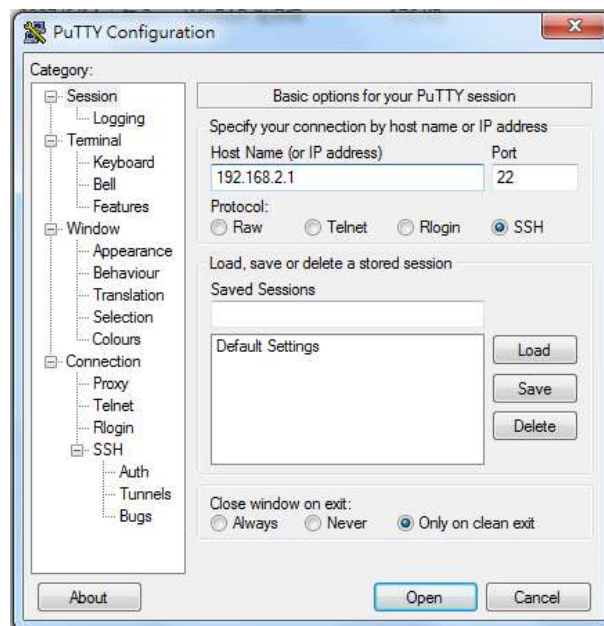 PuTTY Configuration
Category:
Session
Logging
Terminal
Keyboard
Bell
Features
Window
Appearance
Behaviour
Translation
Selection
Colours
Connection
Proxy
Telnet
Rlogin
SSH
Auth
Tunnels
Bugs
Basic options for your PuTTY session
Specify your connection by host name or IP address
Host Name (or IP address) Port
192.168.2.1 22
Protocol:
Raw Telnet Rlogin SSH
Load, save or delete a stored session
Saved Sessions
Default Settings
Load
Save
Delete
Close window on exit:
Always Never Only on clean exit
About Open Cancel